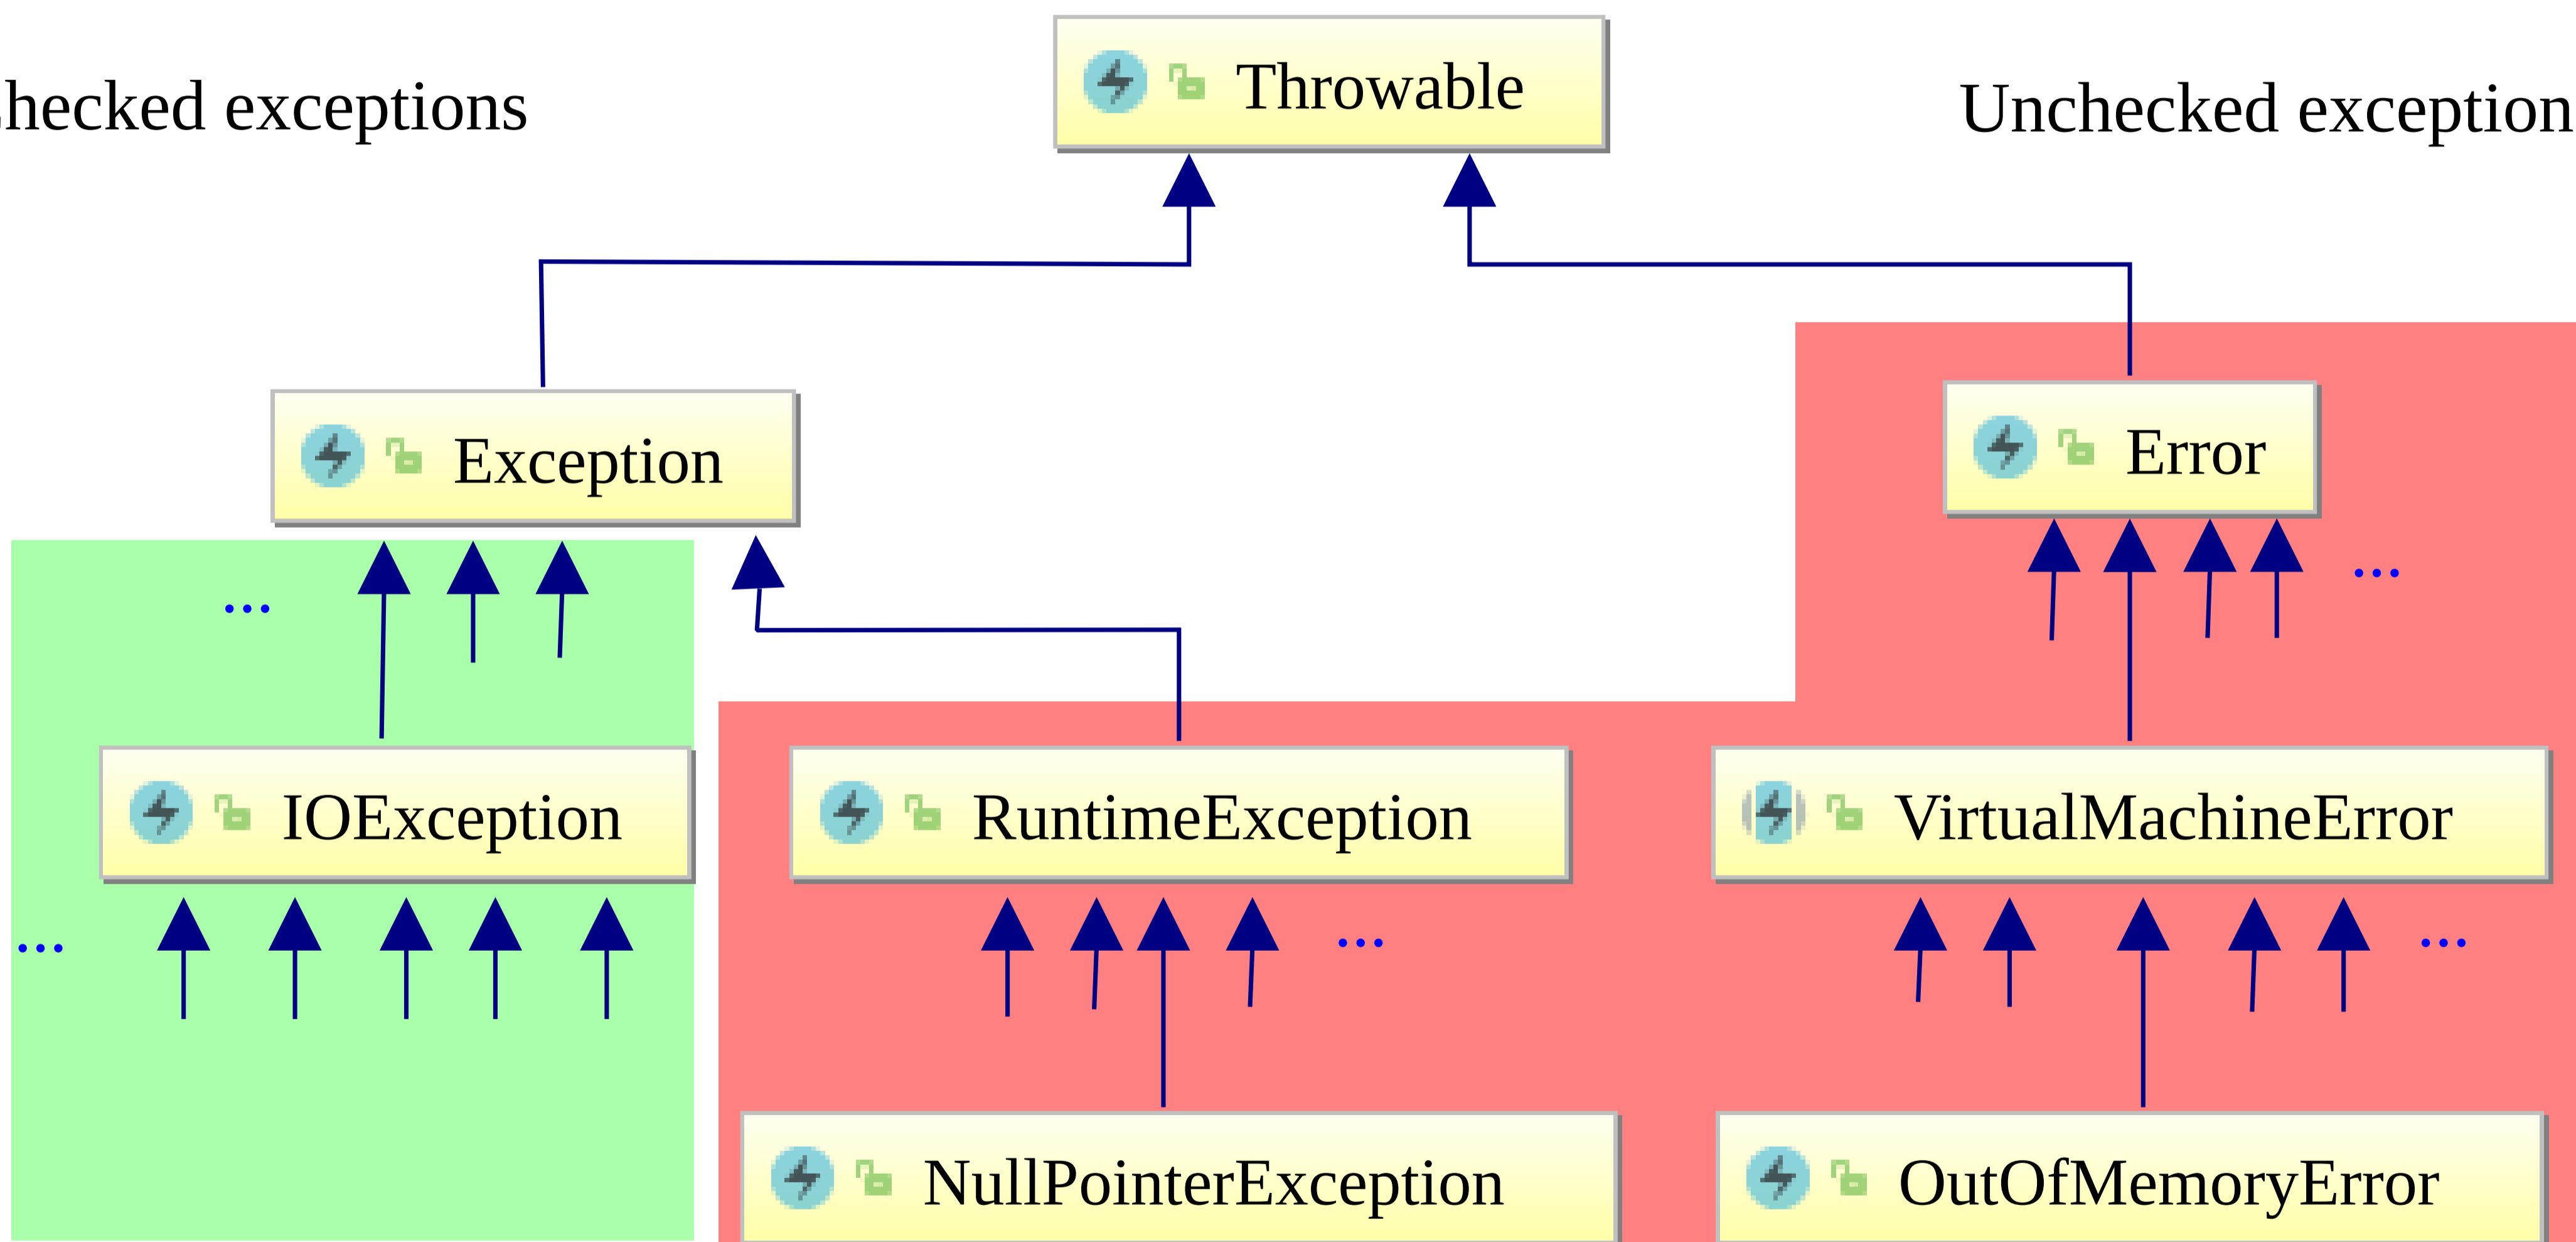 Throwable
hecked exceptions
Unchecked exception
Exception
Error
...
...
IOException
RuntimeException
VirtualMachineError
...
...
...
NullPointerException
OutOfMemoryError